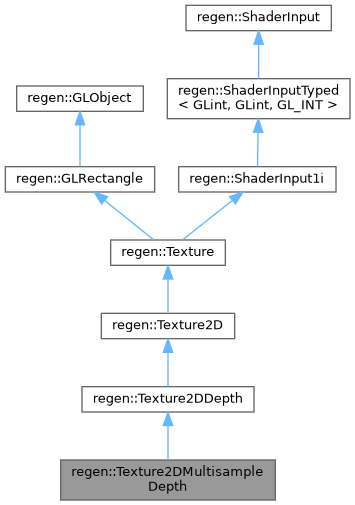 regen::ShaderInput
regen::ShaderInputTyped
< GLint, GLint, GL_INT >
regen::GLObject
regen::GLRectangle
regen::ShaderInput1i
regen::Texture
regen::Texture2D
regen::Texture2DDepth
regen::Texture2DMultisample
Depth